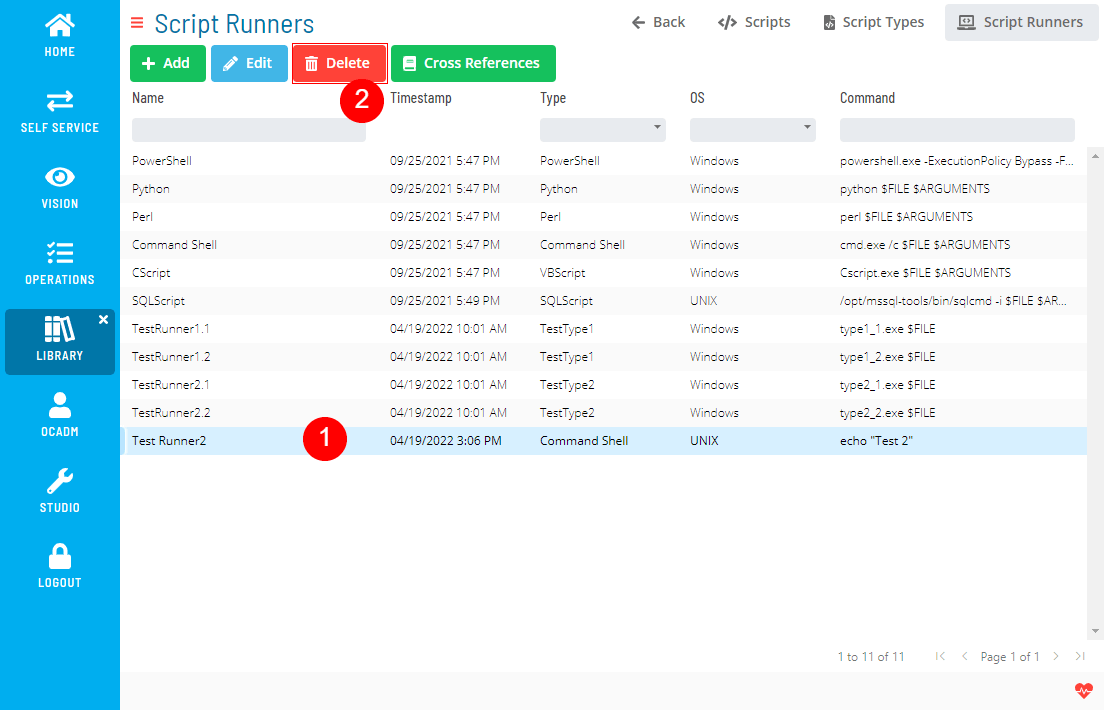 HOME
SELF SERVICE
VISION
OPERATIONS
LIBRARY
OCADM
STUDIO
LOGOUT
Script Runners
Back Scripts Script Types Script Runners
Add Edit Delete Cross References
2
Name Timestamp Type OS Command
PowerShell 09/25/2021 5:47 PM PowerShell Windows powershell.exe -ExecutionPolicy Bypass -F...
Python 09/25/2021 5:47 PM Python Windows python $FILE $ARGUMENTS
Perl 09/25/2021 5:47 PM Perl Windows perl $FILE $ARGUMENTS
Command Shell 09/25/2021 5:47 PM Command Shell Windows cmd.exe /c $FILE $ARGUMENTS
CScript 09/25/2021 5:47 PM VBScript Windows Cscript.exe $FILE $ARGUMENTS
SQLScript 09/25/2021 5:49 PM SQLScript UNIX /opt/mssql-tools/bin/sqlcmd -i $FILE $AR...
TestRunner1.1 04/19/2022 10:01 AM TestType1 Windows type1_1.exe $FILE
TestRunner1.2 04/19/2022 10:01 AM TestType1 Windows type1_2.exe $FILE
TestRunner2.1 04/19/2022 10:01 AM TestType2 Windows type2_1.exe $FILE
TestRunner2.2 04/19/2022 10:01 AM TestType2 Windows type2_2.exe $FILE
Test Runner2 1 04/19/2022 3:06 PM Command Shell UNIX echo "Test 2"
1 to 11 of 11 Page 1 of 1